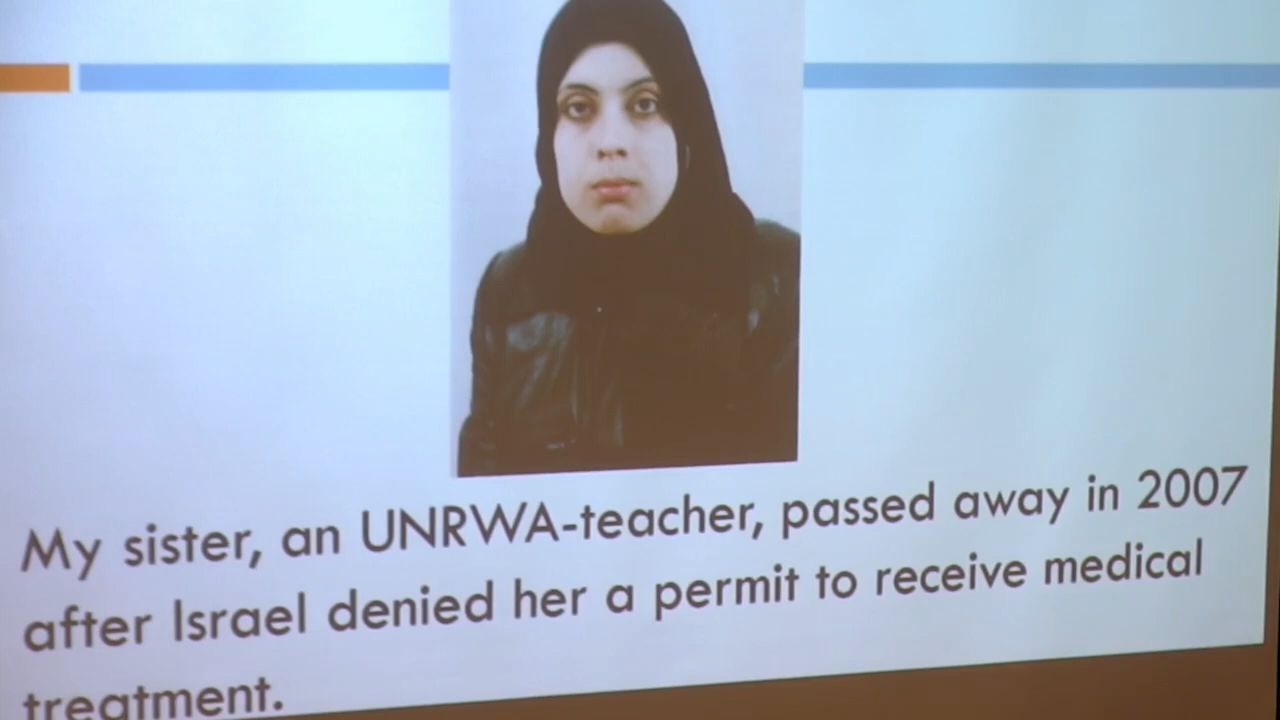 My sister, an UNRWA-teacher, passed away in 2007
after Israel denied her a permit to receive medical
treatment.